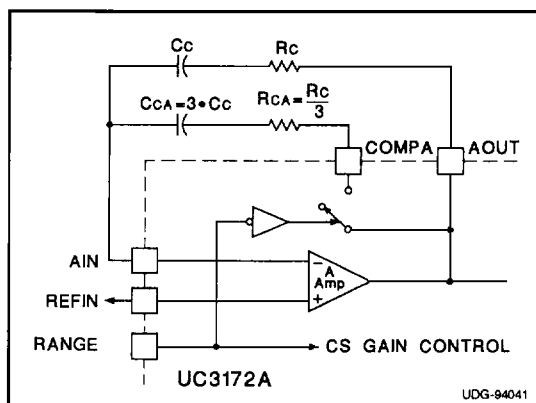 Cc Rc
CCA=3•Cc RCA=Rc/3
COMPA AOUT
AIN
− A Amp +
REFIN
RANGE
CS GAIN CONTROL
UC3172A
UDG-94041